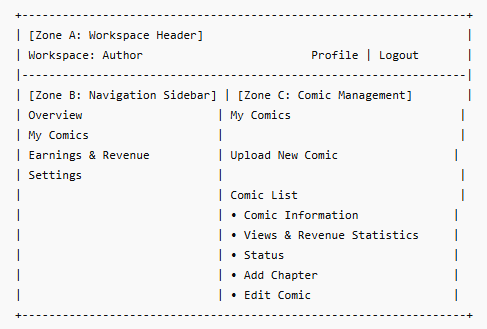 [Zone A: Workspace Header]
Workspace: Author Profile | Logout
[Zone B: Navigation Sidebar] | [Zone C: Comic Management]
Overview | My Comics
My Comics |
Earnings & Revenue | Upload New Comic
Settings |
| Comic List
| • Comic Information
| • Views & Revenue Statistics
| • Status
| • Add Chapter
| • Edit Comic